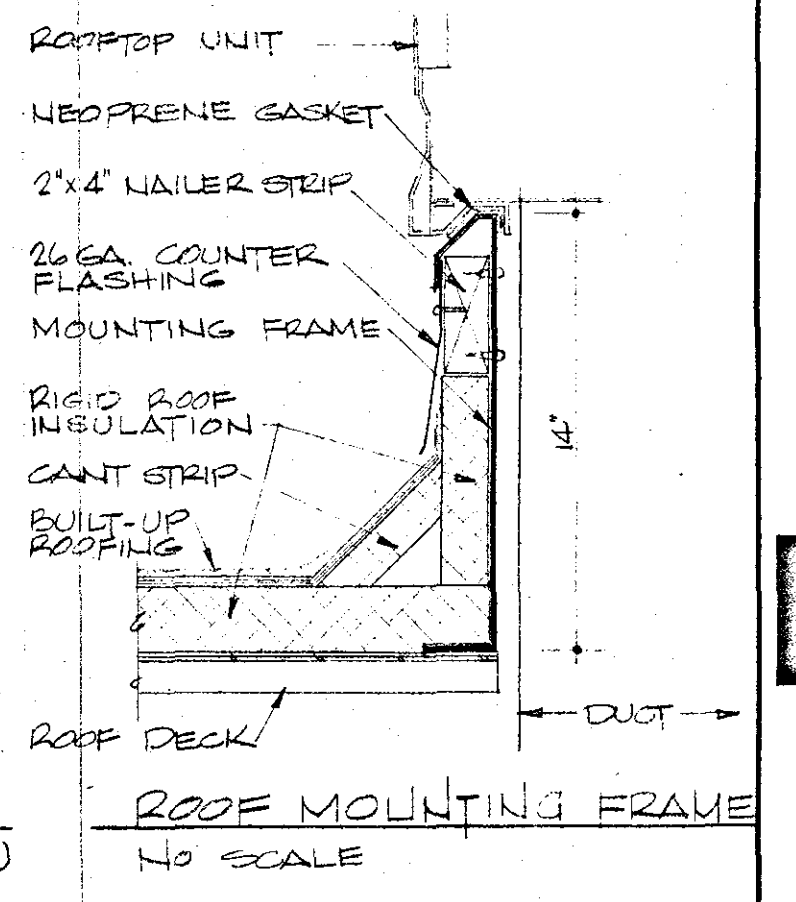 ROOFTOP UNIT
NEOPRENE GASKET
2"x4" NAILER STRIP
26 GA. COUNTER
FLASHING
MOUNTING FRAME
RIGID ROOF
INSULATION
CANT STRIP
BUILT-UP
ROOFING
14"
ROOF DECK
DUCT
ROOF MOUNTING FRAME
NO SCALE